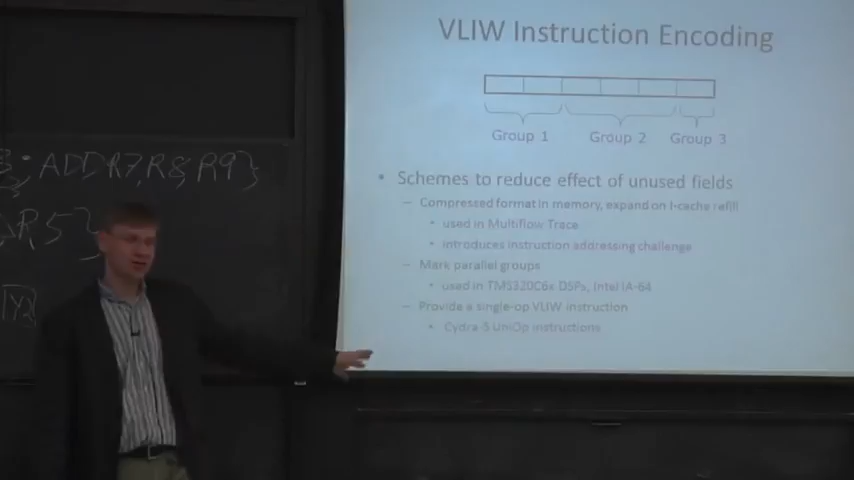 VLIW Instruction Encoding
Group 1 Group 2 Group 3
• Schemes to reduce effect of unused fields
– Compressed format in memory, expand on I-cache refill
• used in Multiflow Trace
• introduces instruction addressing challenge
– Mark parallel groups
• used in TMS320C6x DSPs, Intel IA-64
– Provide a single-op VLIW instruction
• Cydra-5 UniOp instructions
ADD R7, R8, R9}
R5}